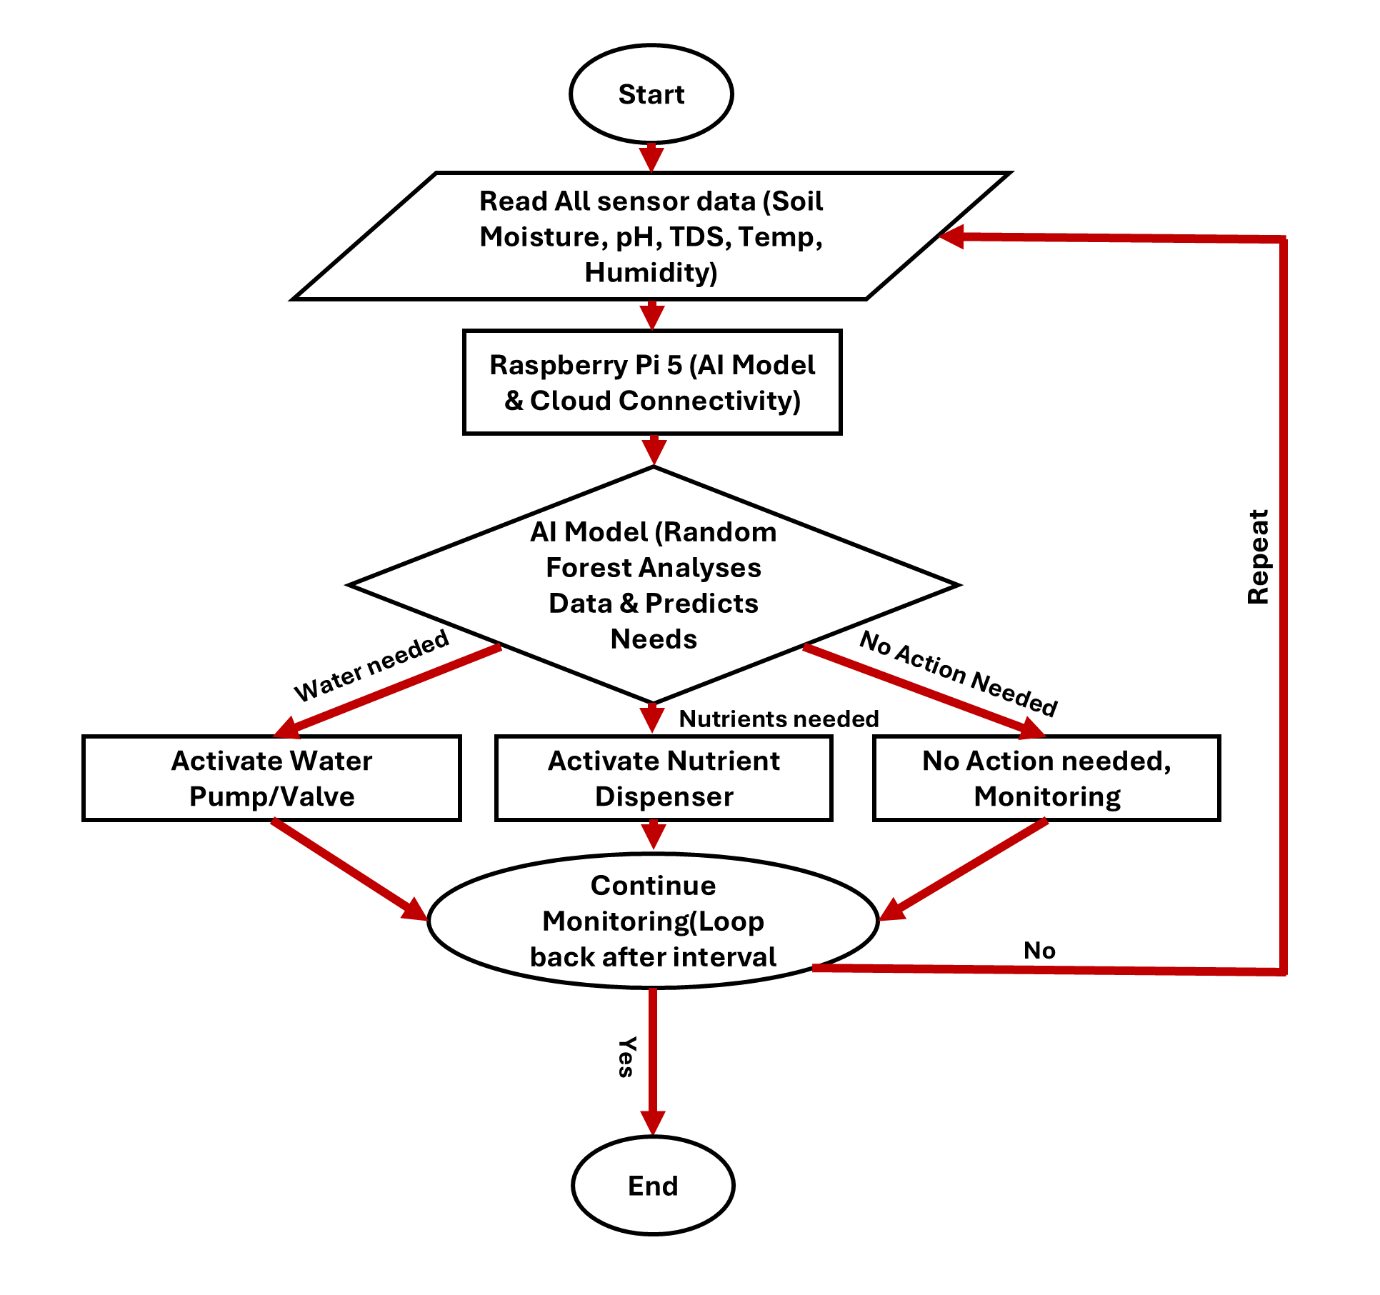 Start
Read All sensor data (Soil
Moisture, pH, TDS, Temp,
Humidity)
Raspberry Pi 5 (AI Model
& Cloud Connectivity)
AI Model (Random
Forest Analyses
Data & Predicts
Needs
Water needed
Nutrients needed
No Action Needed
Activate Water
Pump/Valve
Activate Nutrient
Dispenser
No Action needed,
Monitoring
Continue
Monitoring(Loop
back after interval
No
Repeat
Yes
End